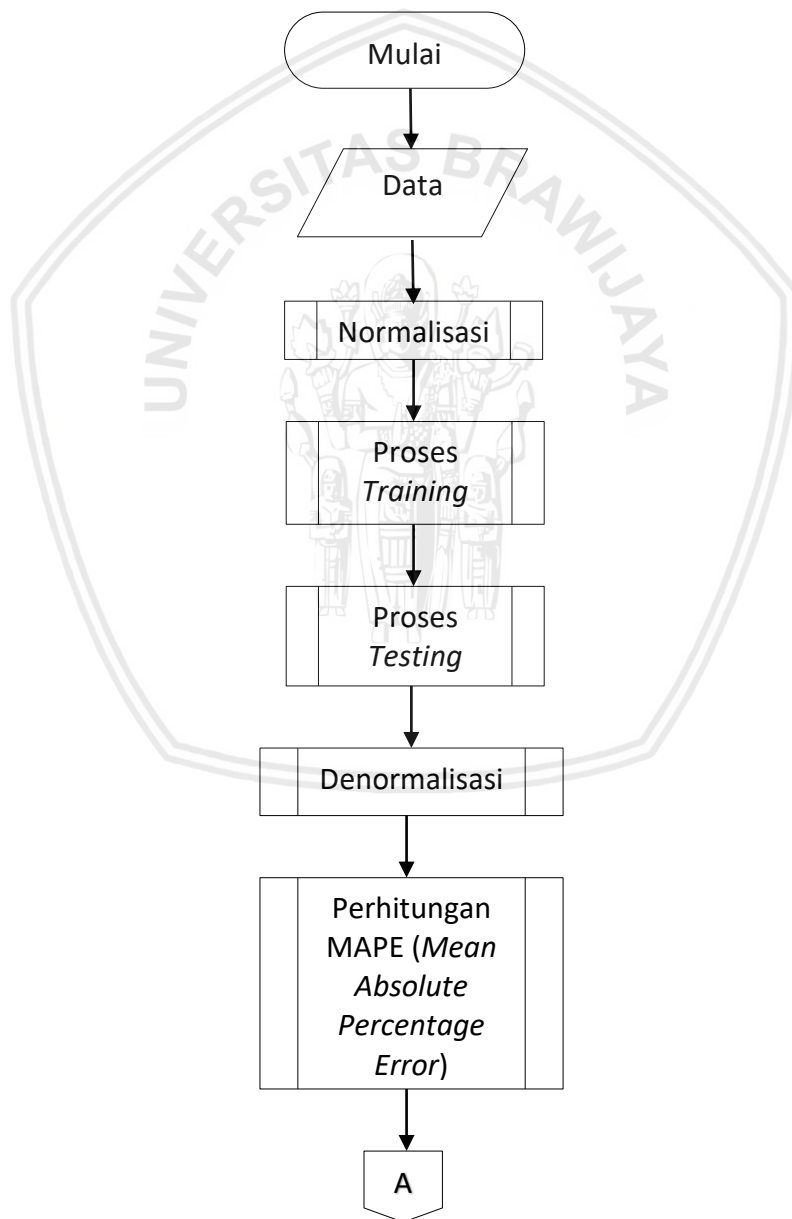 Mulai
UNIVERSITAS BRAWIJAYA
Data
Normalisasi
Proses
Training
Proses
Testing
Denormalisasi
Perhitungan
MAPE (Mean
Absolute
Percentage
Error)
A